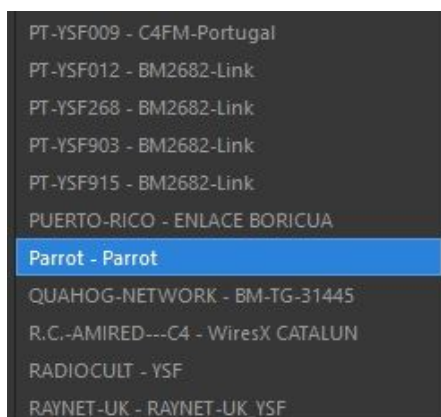 PT-YSF009 - C4FM-Portugal
PT-YSF012 - BM2682-Link
PT-YSF268 - BM2682-Link
PT-YSF903 - BM2682-Link
PT-YSF915 - BM2682-Link
PUERTO-RICO - ENLACE BORICUA
Parrot - Parrot
QUAHOG-NETWORK - BM-TG-31445
R.C.-AMIRED---C4 - WiresX CATALUN
RADIOCULT - YSF
RAYNET-UK - RAYNET-UK YSF